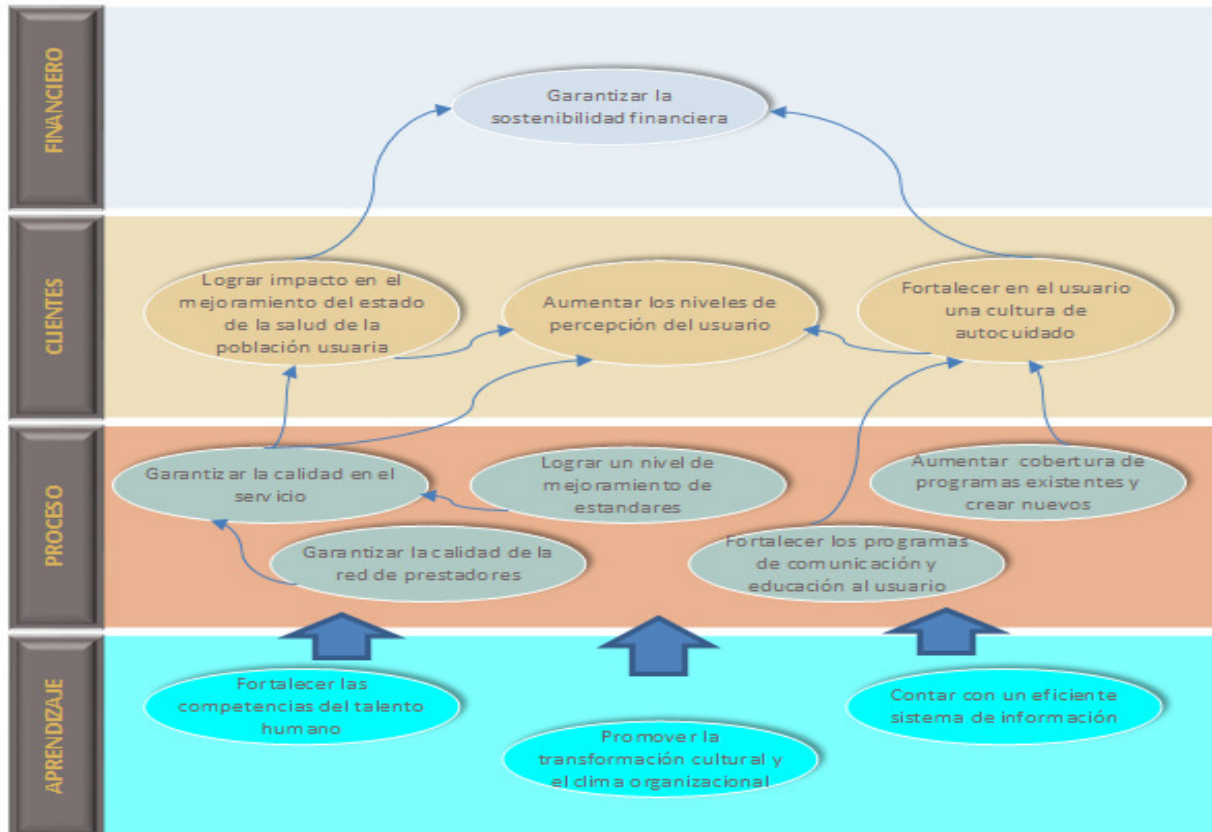 FINANCIERO
Garantizar la
sostenibilidad financiera
CLIENTES
Lograr impacto en el
mejoramiento del estado
de la salud de la
población usuaria
Aumentar los niveles de
percepción del usuario
Fortalecer en el usuario
una cultura de
autocuidado
PROCESO
Garantizar la calidad en el
servicio
Lograr un nivel de
mejoramiento de
estandares
Aumentar cobertura de
programas existentes y
crear nuevos
Garantizar la calidad de la
red de prestadores
Fortalecer los programas
de comunicación y
educación al usuario
APRENDIZAJE
Fortalecer las
competencias del talento
humano
Promover la
transformación cultural y
el clima organizacional
Contar con un eficiente
sistema de información